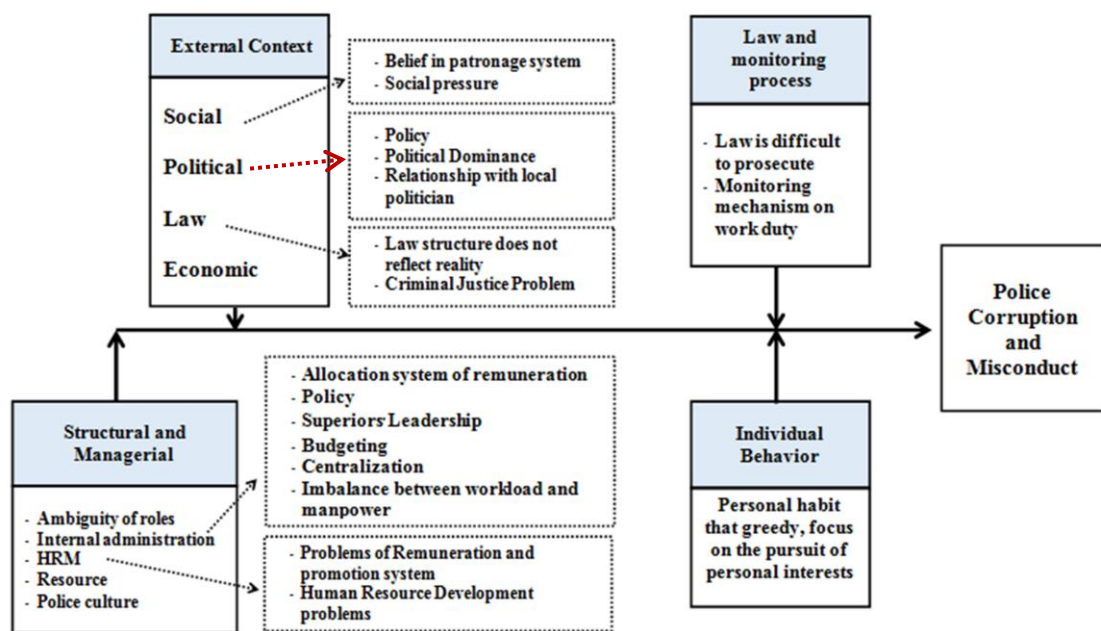 External Context
Social
Political
Law
Economic
- Belief in patronage system
- Social pressure
- Policy
- Political Dominance
- Relationship with local
politician
- Law structure does not
reflect reality
- Criminal Justice Problem
Law and
monitoring
process
- Law is difficult
to prosecute
- Monitoring
mechanism on
work duty
Police
Corruption
and
Misconduct
Structural and
Managerial
- Ambiguity of roles
- Internal administration
- HRM
- Resource
- Police culture
- Allocation system of remuneration
- Policy
- Superiors' Leadership
- Budgeting
- Centralization
- Imbalance between workload and
manpower
- Problems of Remuneration and
promotion system
- Human Resource Development
problems
Individual
Behavior
Personal habit
that greedy, focus
on the pursuit of
personal interests